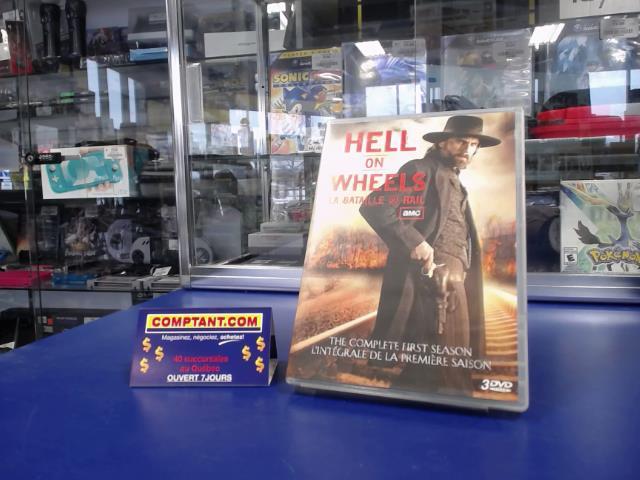 HELL
ON
WHEELS
LA BATAILLE DU RAIL
aMC
THE COMPLETE FIRST SEASON
L'INTÉGRALE DE LA PREMIÈRE SAISON
3 DVD
COMPTANT.COM
Magasinez, négociez, achetez!
40 succursales
au Québec
OUVERT 7JOURS
SONIC
POKéMON